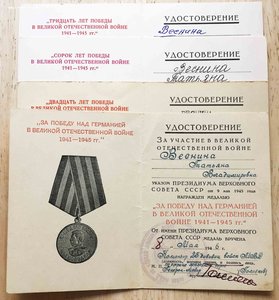 "ТРИДЦАТЬ ЛЕТ ПОБЕДЫ
В ВЕЛИКОЙ ОТЕЧЕСТВЕННОЙ ВОЙНЕ
1941—1945 гг."
УДОСТОВЕРЕНИЕ
Веснина
"СОРОК ЛЕТ ПОБЕДЫ
В ВЕЛИКОЙ ОТЕЧЕСТВЕННОЙ ВОЙНЕ
1941—1945 гг."
УДОСТОВЕРЕНИЕ
Веснина
Татьяна
"ДВАДЦАТЬ ЛЕТ ПОБЕДЫ
В ВЕЛИКОЙ ОТЕЧЕСТВЕННОЙ ВОЙНЕ
УДОСТОВЕРЕНИЕ
"ЗА ПОБЕДУ НАД ГЕРМАНИЕЙ
В ВЕЛИКОЙ ОТЕЧЕСТВЕННОЙ ВОЙНЕ
1941—1945 гг."
УДОСТОВЕРЕНИЕ
ЗА УЧАСТИЕ В ВЕЛИКОЙ
ОТЕЧЕСТВЕННОЙ ВОЙНЕ
Веснина
Татьяна
Владимировна
УКАЗОМ ПРЕЗИДИУМА ВЕРХОВНОГО
СОВЕТА СССР от 9 мая 1945 года
НАГРАЖДЕН МЕДАЛЬЮ
"ЗА ПОБЕДУ НАД ГЕРМАНИЕЙ
В ВЕЛИКОЙ ОТЕЧЕСТВЕННОЙ
ВОЙНЕ 1941—1945 гг."
От имени ПРЕЗИДИУМА ВЕРХОВНОГО
СОВЕТА СССР МЕДАЛЬ ВРУЧЕНА
8 Мая 194
войск